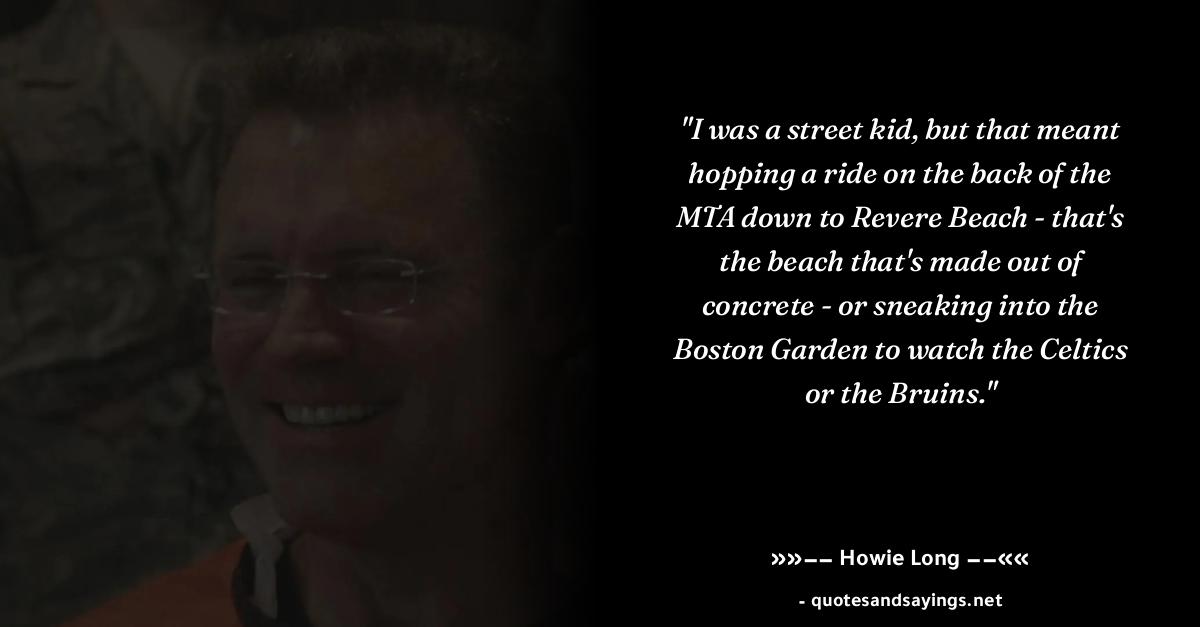 "I was a street kid, but that meant
hopping a ride on the back of the
MTA down to Revere Beach - that's
the beach that's made out of
concrete - or sneaking into the
Boston Garden to watch the Celtics
or the Bruins."
»»–– Howie Long ––««
- quotesandsayings.net